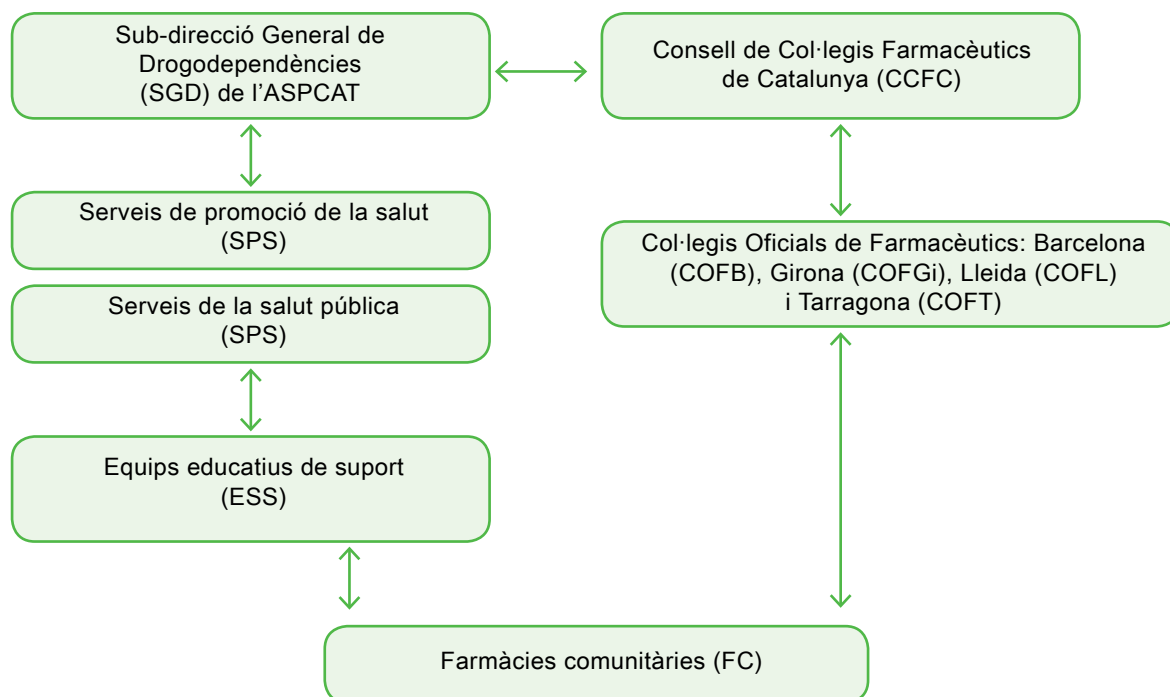 Sub-direcció General de
Drogodependències
(SGD) de l’ASPCAT
Consell de Col·legis Farmacèutics
de Catalunya (CCFC)
Serveis de promoció de la salut
(SPS)
Col·legis Oficials de Farmacèutics: Barcelona
(COFB), Girona (COFGi), Lleida (COFL)
i Tarragona (COFT)
Serveis de la salut pública
(SPS)
Equips educatius de suport
(ESS)
Farmàcies comunitàries (FC)